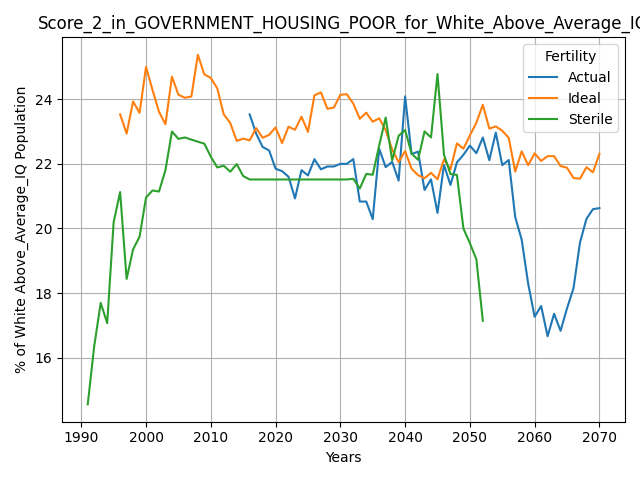 Score_2_in_GOVERNMENT_HOUSING_POOR_for_White_Above_Average_IQ
Fertility
Actual
Ideal
Sterile
% of White Above_Average_IQ Population
24
22
20
18
16
1990 2000 2010 2020 2030 2040 2050 2060 2070
Years